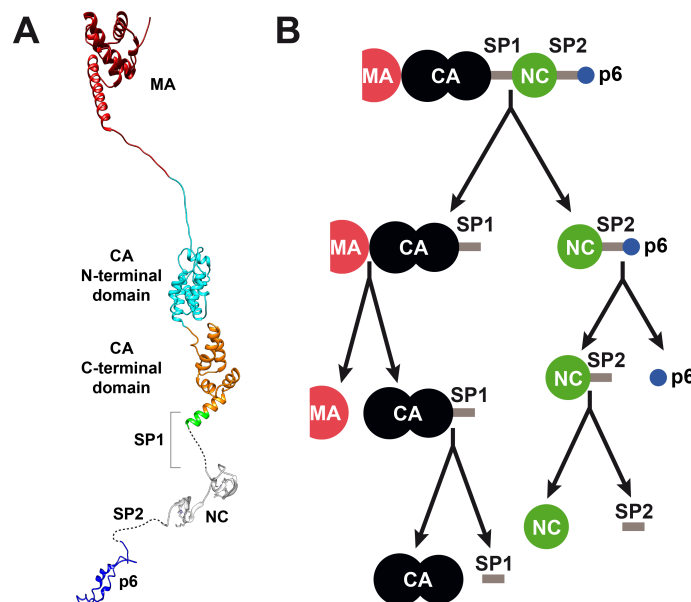 A
MA
CA
N-terminal
domain
CA
C-terminal
domain
SP1
SP2
NC
p6
B
SP1 SP2
MA CA NC p6
SP1 SP2
MA CA NC p6
SP2
NC p6
SP1
MA CA
SP2
NC
SP1
CA